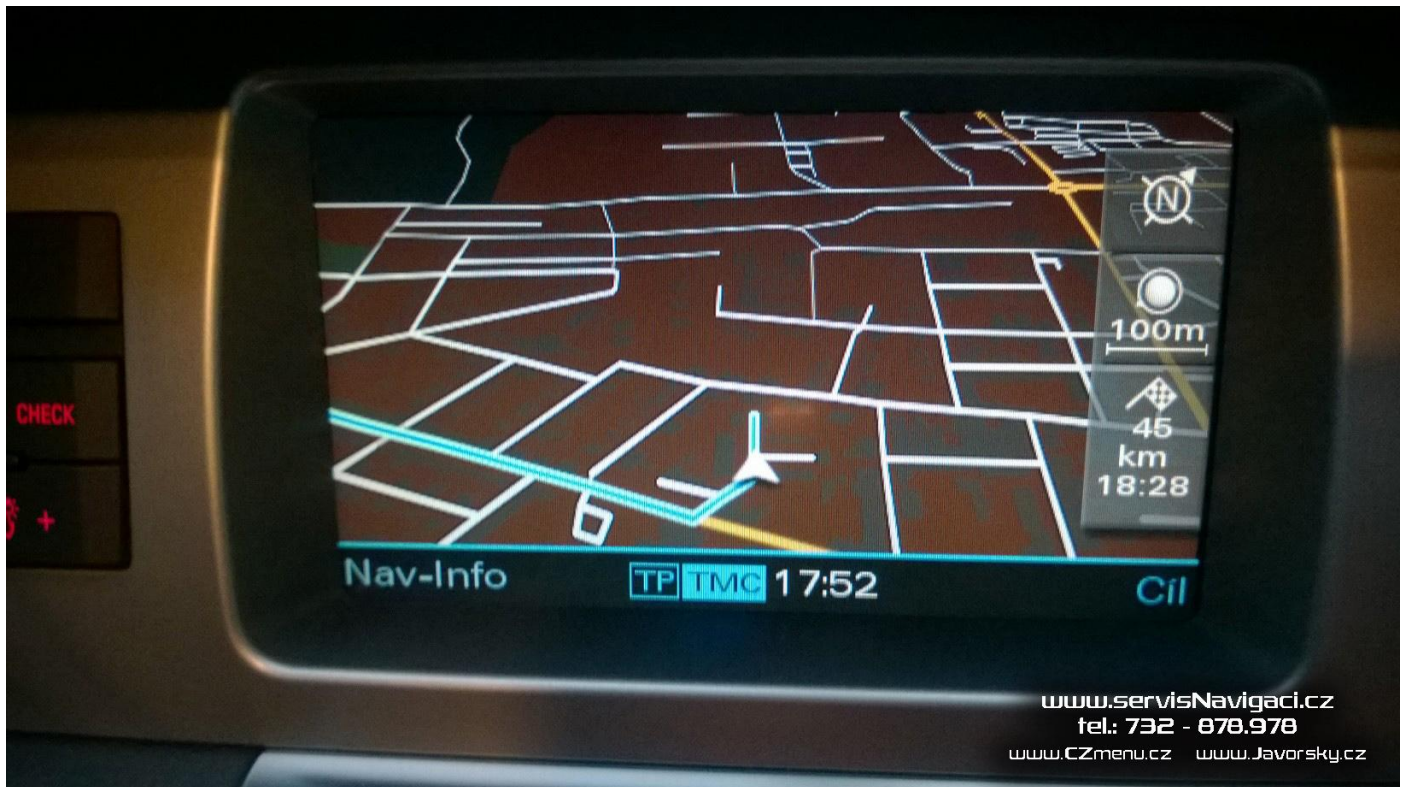 N
100m
45
km
18:28
CHECK
+
Nav-Info TP TMC 17:52 Cíl
www.servisNavigaci.cz
tel.: 732 - 878.978
www.CZmenu.cz www.Javorsky.cz